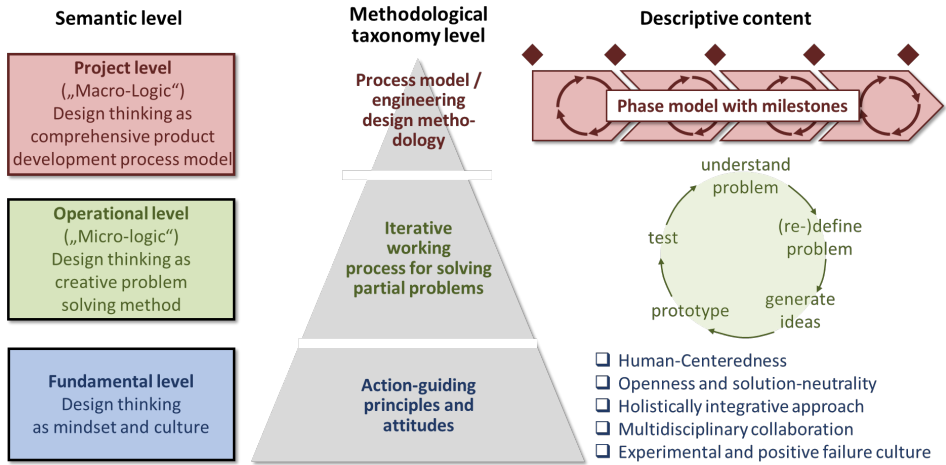 Semantic level
Methodological
taxonomy level
Descriptive content
Project level
(„Macro-Logic“)
Design thinking as
comprehensive product
development process model
Process model /
engineering
design metho-
dology
Phase model with milestones
Operational level
(„Micro-logic“)
Design thinking as
creative problem
solving method
Iterative
working
process for solving
partial problems
understand
problem
(re-)define
problem
generate
ideas
prototype
test
Fundamental level
Design thinking
as mindset and culture
Action-guiding
principles and
attitudes
❑ Human-Centeredness
❑ Openness and solution-neutrality
❑ Holistically integrative approach
❑ Multidisciplinary collaboration
❑ Experimental and positive failure culture